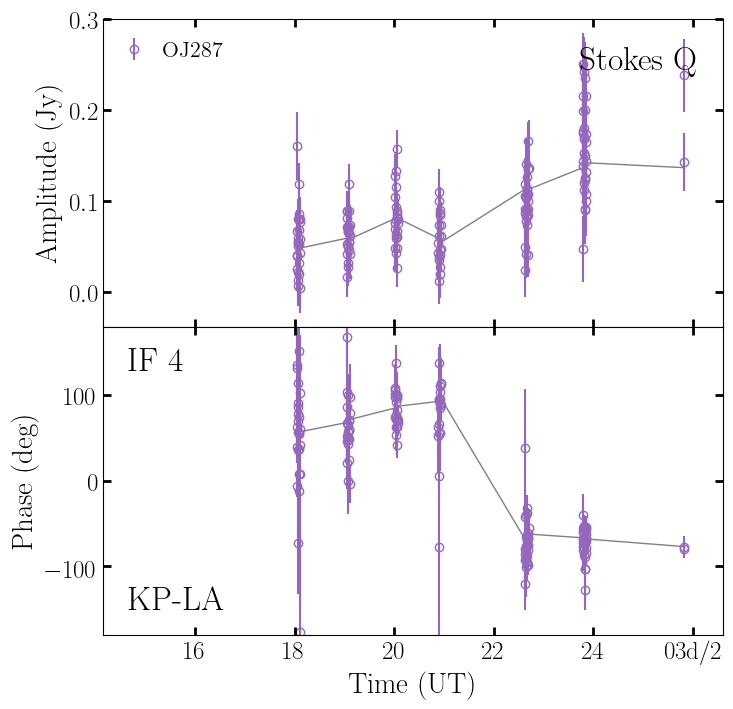 OJ287
Stokes Q
Amplitude (Jy)
0.3
0.2
0.1
0.0
IF 4
KP-LA
Phase (deg)
100
0
−100
16
18
20
22
24
03d/2
Time (UT)